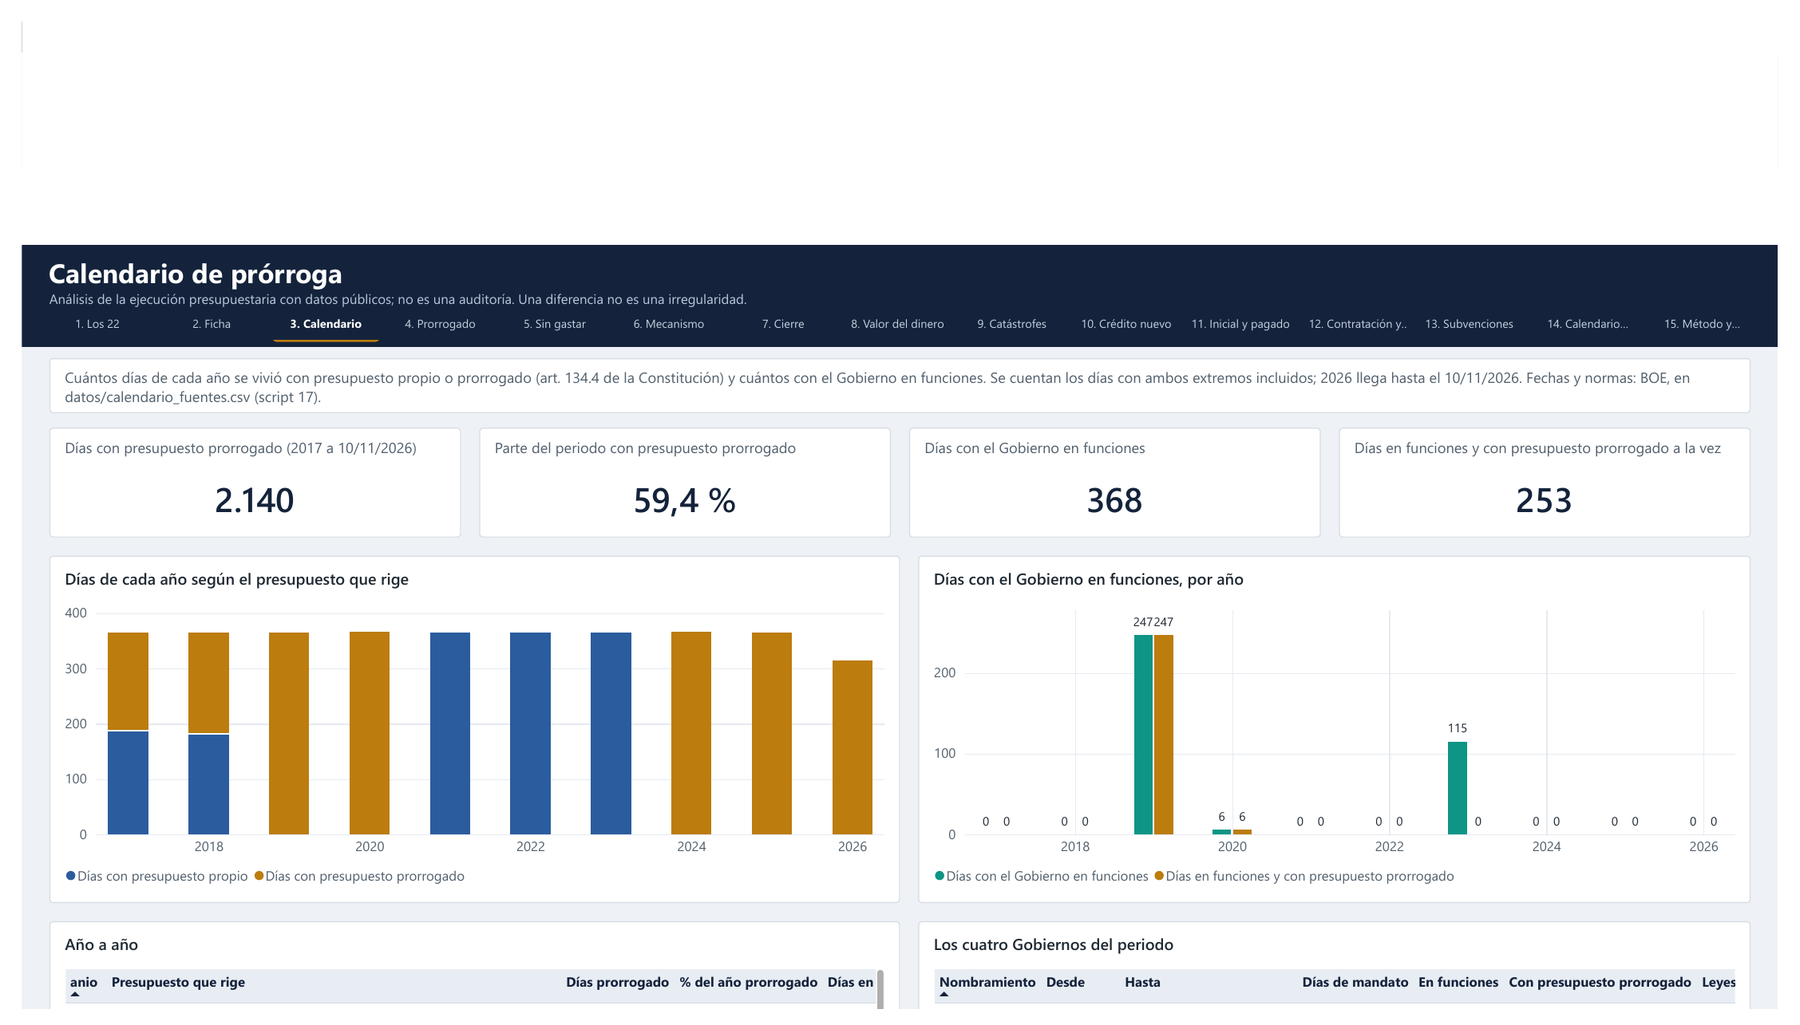 Calendario de prórroga
Análisis de la ejecución presupuestaria con datos públicos; no es una auditoría. Una diferencia no es una irregularidad.
1. Los 22 2. Ficha 3. Calendario 4. Prorrogado 5. Sin gastar 6. Mecanismo 7. Cierre 8. Valor del dinero 9. Catástrofes 10. Crédito nuevo 11. Inicial y pagado 12. Contratación y.. 13. Subvenciones 14. Calendario... 15. Método y...
Cuántos días de cada año se vivió con presupuesto propio o prorrogado (art. 134.4 de la Constitución) y cuántos con el Gobierno en funciones. Se cuentan los días con ambos extremos incluidos; 2026 llega hasta el 10/11/2026. Fechas y normas: BOE, en
datos/calendario_fuentes.csv (script 17).
Días con presupuesto prorrogado (2017 a 10/11/2026)
2.140
Parte del periodo con presupuesto prorrogado
59,4 %
Días con el Gobierno en funciones
368
Días en funciones y con presupuesto prorrogado a la vez
253
Días de cada año según el presupuesto que rige
400
300
200
100
0
2018 2020 2022 2024 2026
Días con presupuesto propio Días con presupuesto prorrogado
Días con el Gobierno en funciones, por año
200
100
0
0 0 0 0 247 247 6 6 0 0 0 0 115 0 0 0 0 0 0 0
2018 2020 2022 2024 2026
Días con el Gobierno en funciones Días en funciones y con presupuesto prorrogado
Año a año
anio Presupuesto que rige Días prorrogado % del año prorrogado Días en
Los cuatro Gobiernos del periodo
Nombramiento Desde Hasta Días de mandato En funciones Con presupuesto prorrogado Leyes